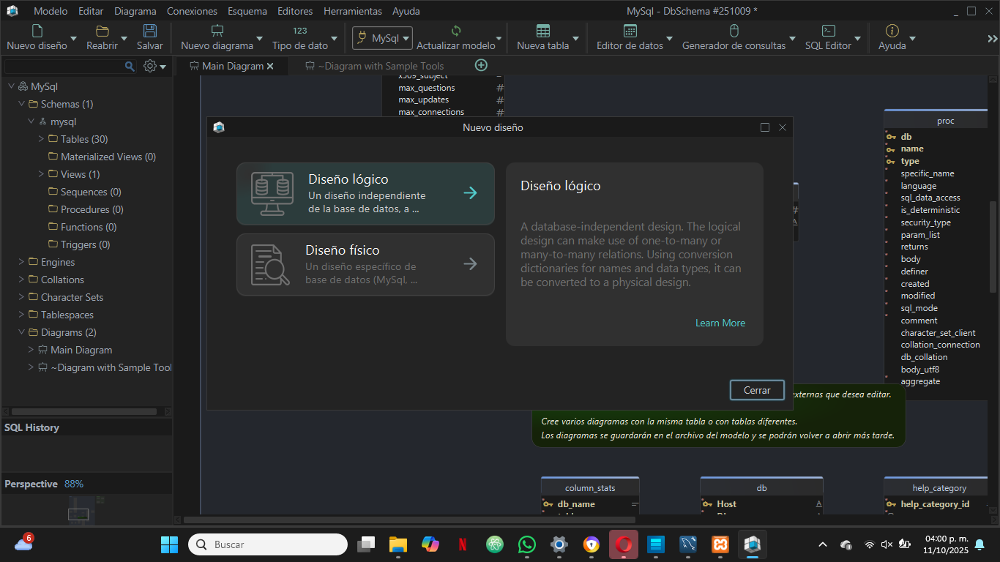 Modelo Editar Diagrama Conexiones Esquema Editores Herramientas Ayuda
MySql - DbSchema #251009 *
Nuevo diseño Reabrir Salvar Nuevo diagrama 123 Tipo de dato MySql Actualizar modelo Nueva tabla Editor de datos Generador de consultas SQL Editor Ayuda
Main Diagram
~Diagram with Sample Tools
MySql
Schemas (1)
mysql
Tables (30)
Materialized Views (0)
Views (1)
Sequences (0)
Procedures (0)
Functions (0)
Triggers (0)
Engines
Collations
Character Sets
Tablespaces
Diagrams (2)
Main Diagram
~Diagram with Sample Tool
SQL History
Perspective 88%
x509_subject
max_questions #
max_updates #
max_connections #
Nuevo diseño
Diseño lógico
Un diseño independiente
de la base de datos, a ...
Diseño físico
Un diseño específico de
base de datos (MySql, ...
Diseño lógico
A database-independent design. The logical
design can make use of one-to-many or
many-to-many relations. Using conversion
dictionaries for names and data types, it can
be converted to a physical design.
Learn More
Cerrar
proc
db
name
type
specific_name
language
sql_data_access
is_deterministic
security_type
param_list
returns
body
definer
created
modified
sql_mode
comment
character_set_client
collation_connection
db_collation
body_utf8
aggregate
externas que desea editar.
Cree varios diagramas con la misma tabla o con tablas diferentes.
Los diagramas se guardarán en el archivo del modelo y se podrán volver a abrir más tarde.
column_stats
db_name
db
Host A
help_category
help_category_id
6
Buscar
04:00 p. m.
11/10/2025